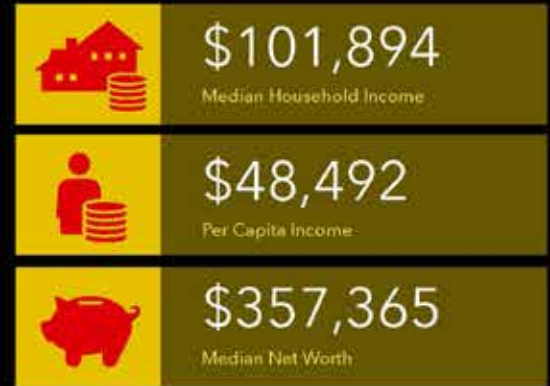 $101,894
Median Household Income
$48,492
Per Capita Income
$357,365
Median Net Worth